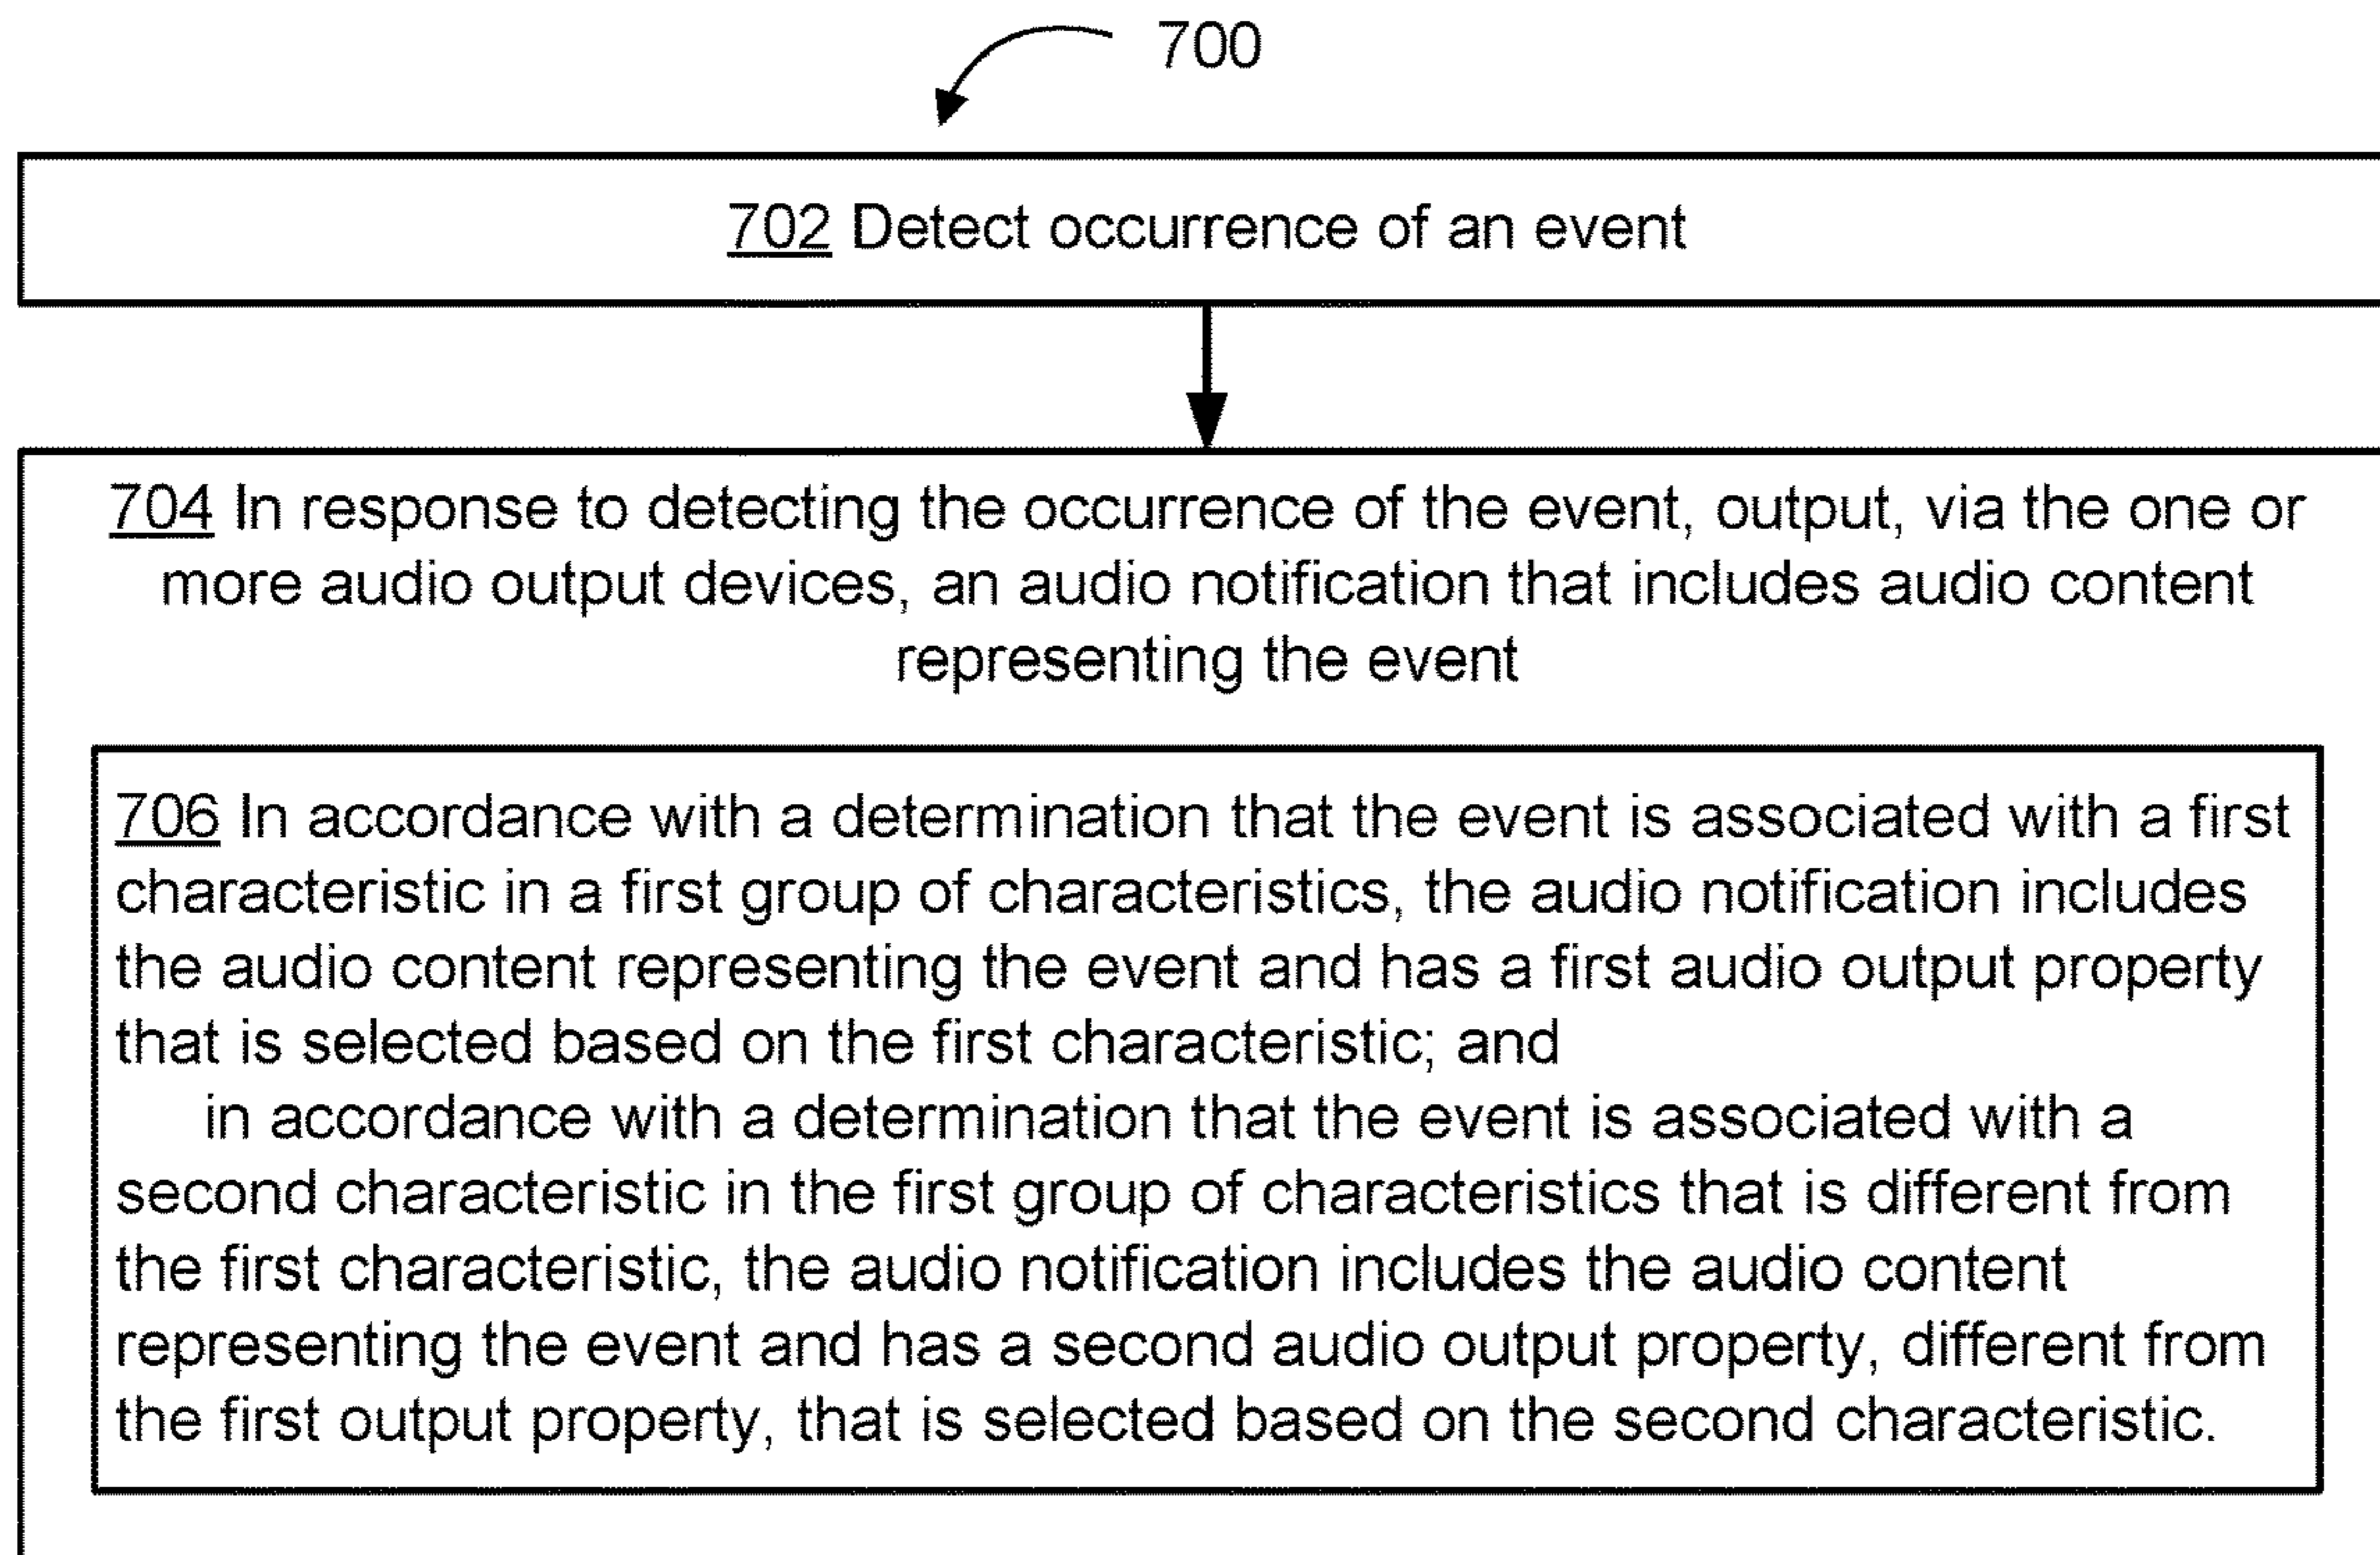 700
702 Detect occurrence of an event
704 In response to detecting the occurrence of the event, output, via the one or
more audio output devices, an audio notification that includes audio content
representing the event
706 In accordance with a determination that the event is associated with a first
characteristic in a first group of characteristics, the audio notification includes
the audio content representing the event and has a first audio output property
that is selected based on the first characteristic; and
in accordance with a determination that the event is associated with a
second characteristic in the first group of characteristics that is different from
the first characteristic, the audio notification includes the audio content
representing the event and has a second audio output property, different from
the first output property, that is selected based on the second characteristic.